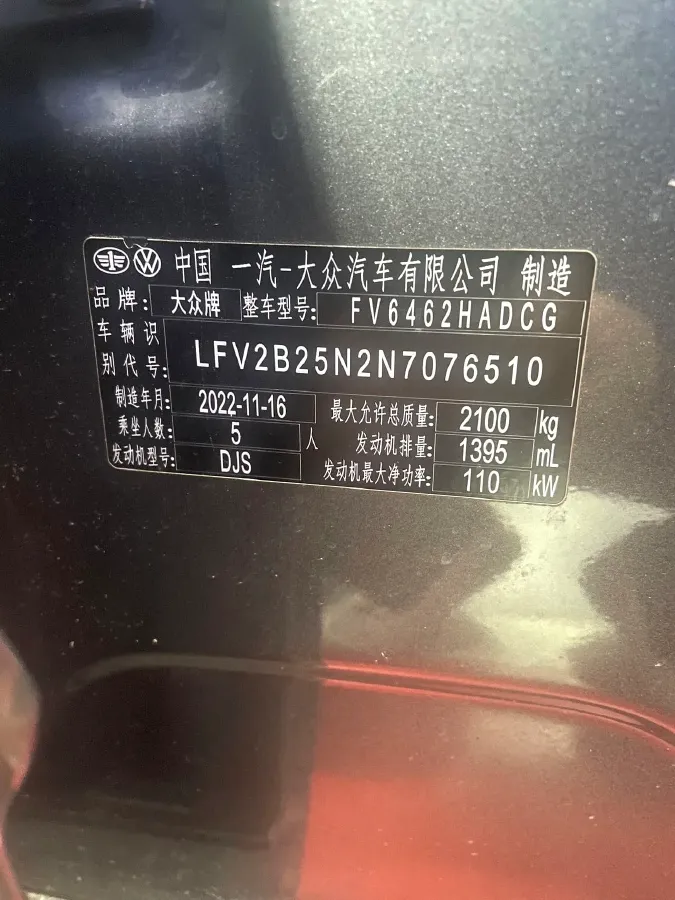 中国 一汽-大众汽车有限公司 制造
品牌: 大众牌 整车型号: FV6462HADCG
车辆识
别代号: LFV2B25N2N7076510
制造年月: 2022-11-16 最大允许总质量: 2100 kg
乘坐人数: 5 人 发动机排量: 1395 mL
发动机型号: DJS 发动机最大净功率: 110 kW